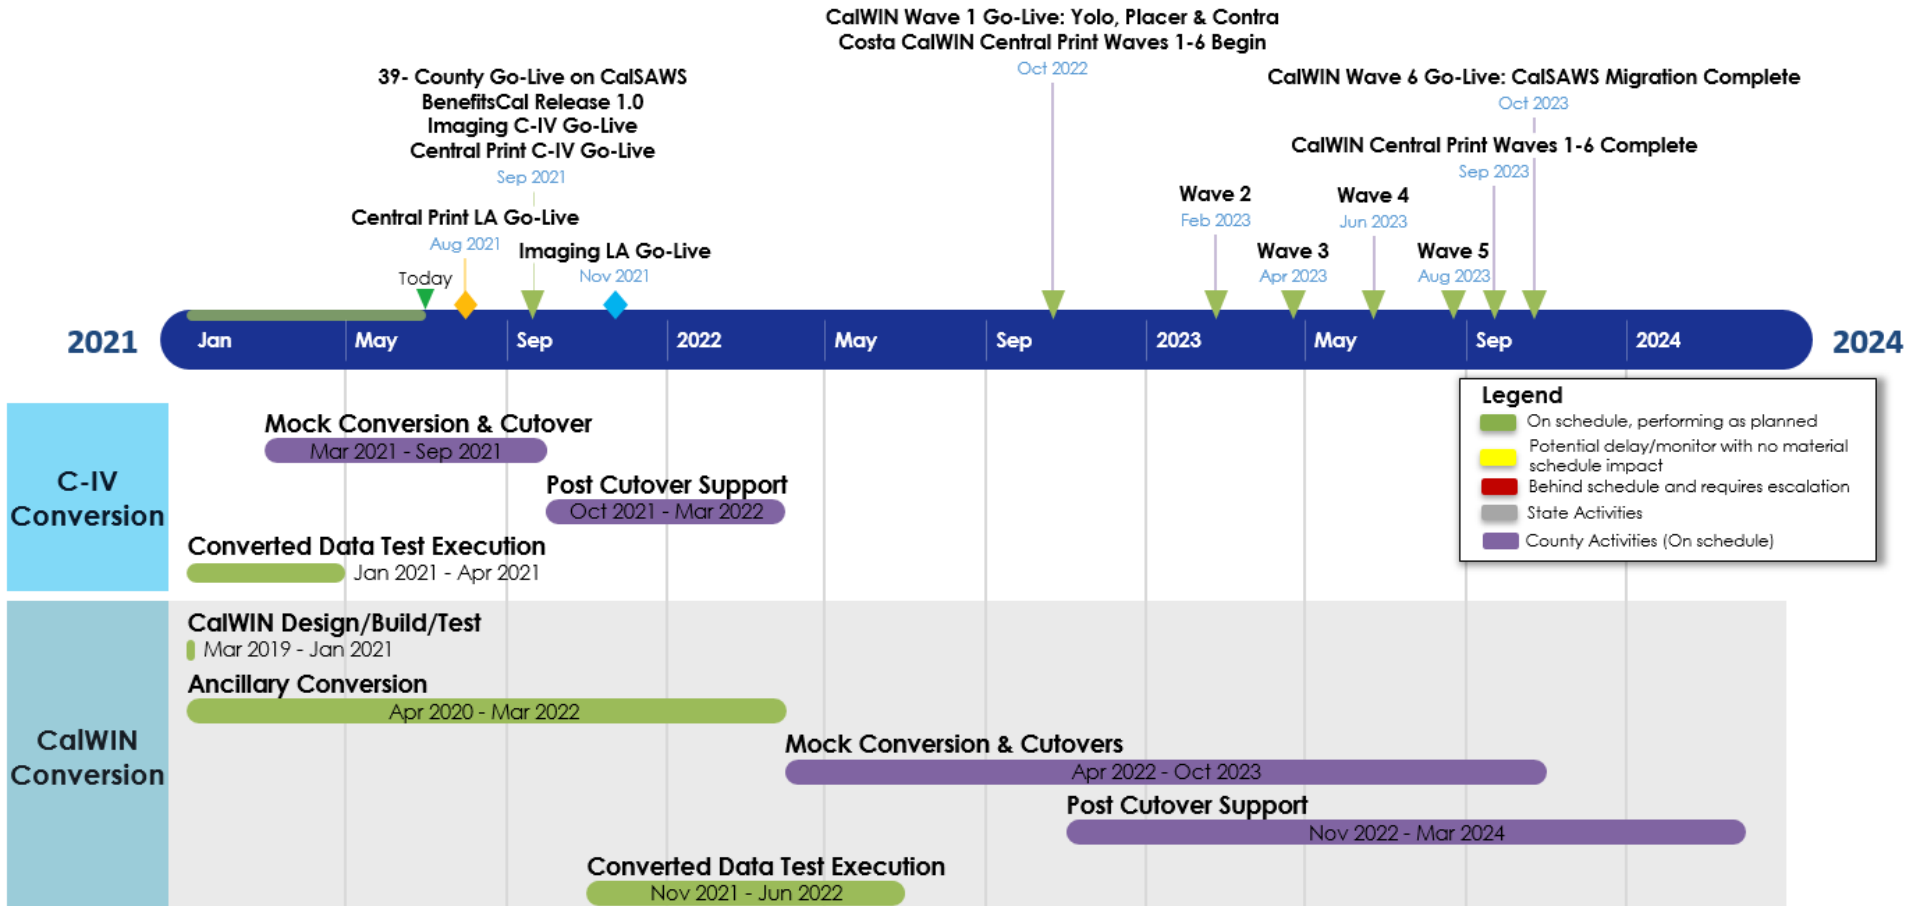 CalWIN Wave 1 Go-Live: Yolo, Placer & Contra
Costa CalWIN Central Print Waves 1-6 Begin
Oct 2022
39- County Go-Live on CalSAWS
BenefitsCal Release 1.0
Imaging C-IV Go-Live
Central Print C-IV Go-Live
Sep 2021
CalWIN Wave 6 Go-Live: CalSAWS Migration Complete
Oct 2023
CalWIN Central Print Waves 1-6 Complete
Sep 2023
Central Print LA Go-Live
Aug 2021
Imaging LA Go-Live
Nov 2021
Today
Wave 2
Feb 2023
Wave 3
Apr 2023
Wave 4
Jun 2023
Wave 5
Aug 2023
2021
Jan
May
Sep
2022
May
Sep
2023
May
Sep
2024
2024
Legend
On schedule, performing as planned
Potential delay/monitor with no material
schedule impact
Behind schedule and requires escalation
State Activities
County Activities (On schedule)
C-IV
Conversion
Mock Conversion & Cutover
Mar 2021 - Sep 2021
Post Cutover Support
Oct 2021 - Mar 2022
Converted Data Test Execution
Jan 2021 - Apr 2021
CalWIN
Conversion
CalWIN Design/Build/Test
Mar 2019 - Jan 2021
Ancillary Conversion
Apr 2020 - Mar 2022
Mock Conversion & Cutovers
Apr 2022 - Oct 2023
Post Cutover Support
Nov 2022 - Mar 2024
Converted Data Test Execution
Nov 2021 - Jun 2022